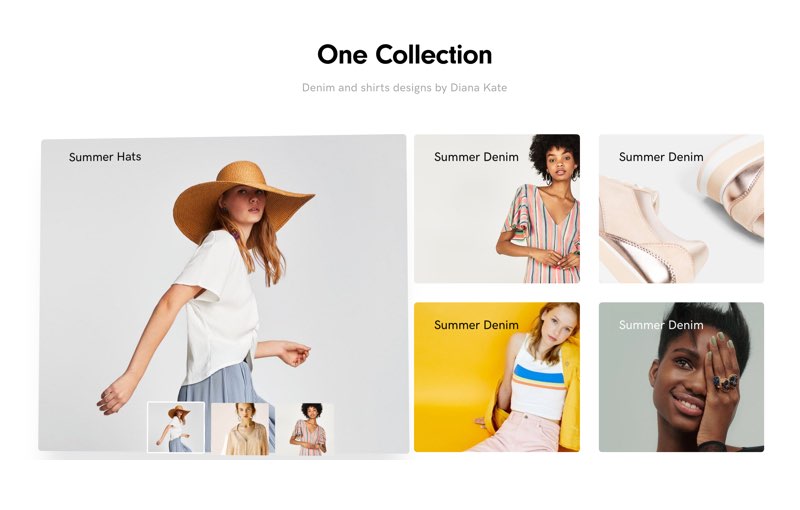 One Collection
Denim and shirts designs by Diana Kate
Summer Hats
Summer Denim
Summer Denim
Summer Denim
Summer Denim